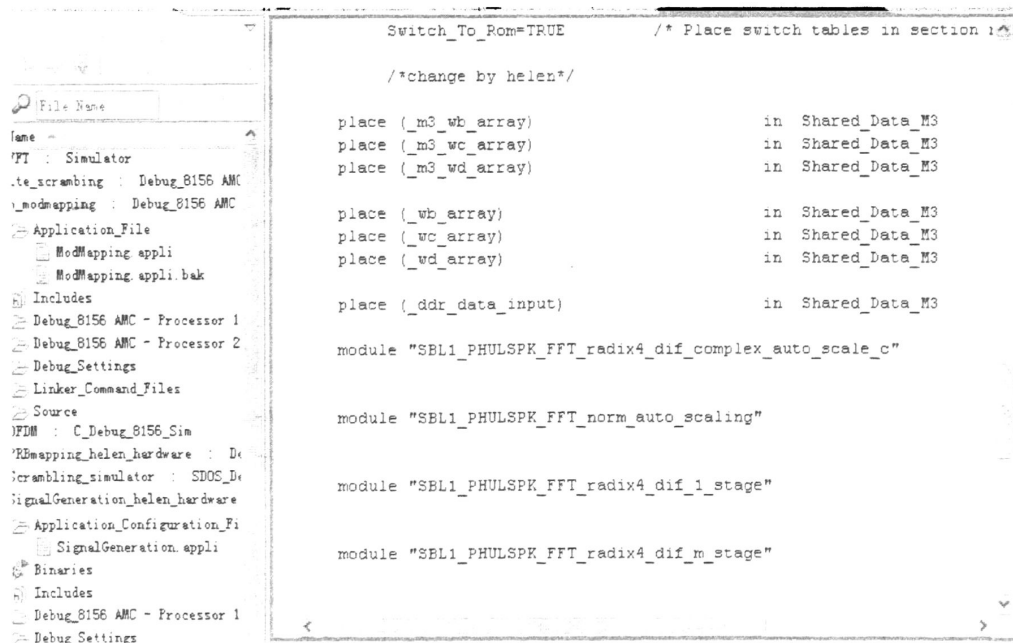 File Name
ame
FT : Simulator
te_scrambing : Debug_8156 AMC
_modmapping : Debug_8156 AMC
Application_File
ModMapping.appli
ModMapping.appli.bak
Includes
Debug_8156 AMC - Processor 1
Debug_8156 AMC - Processor 2
Debug_Settings
Linker_Command_Files
Source
OFDM : C_Debug_8156_Sim
RBmapping_helen_hardware : De
Scrambling_simulator : SDOS_De
SignalGeneration_helen_hardware
Application_Configuration_Fi
SignalGeneration.appli
Binaries
Includes
Debug_8156 AMC - Processor 1
Debug Settings
Switch_To_Rom=TRUE /* Place switch tables in section
/*change by helen*/
place (_m3_wb_array) in Shared_Data_M3
place (_m3_wc_array) in Shared_Data_M3
place (_m3_wd_array) in Shared_Data_M3
place (_wb_array) in Shared_Data_M3
place (_wc_array) in Shared_Data_M3
place (_wd_array) in Shared_Data_M3
place (_ddr_data_input) in Shared_Data_M3
module "SBL1_PHULSPK_FFT_radix4_dif_complex_auto_scale_c"
module "SBL1_PHULSPK_FFT_norm_auto_scaling"
module "SBL1_PHULSPK_FFT_radix4_dif_1_stage"
module "SBL1_PHULSPK_FFT_radix4_dif_m_stage"